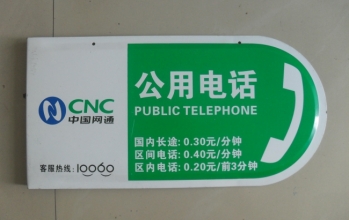 CNC
中国网通
客服热线: 10060
公用电话
PUBLIC TELEPHONE
国内长途: 0.30元/分钟
区间电话: 0.40元/分钟
区内电话: 0.20元/前3分钟